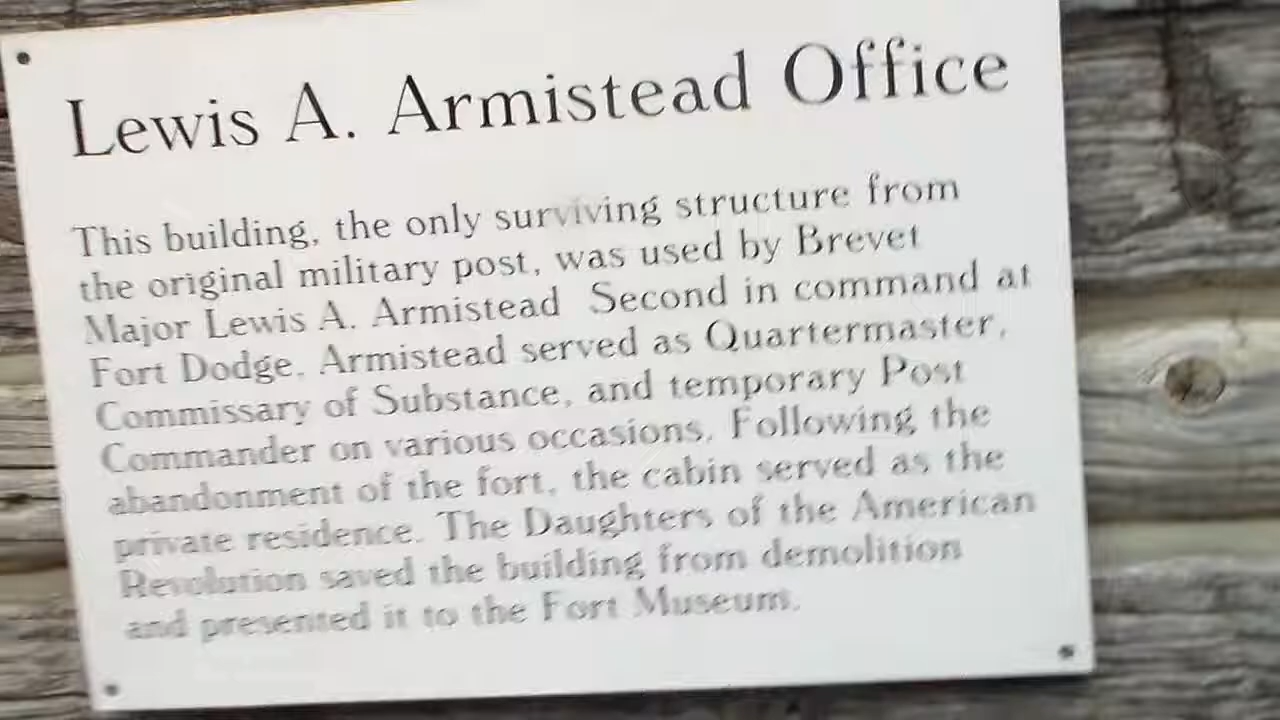 Lewis A. Armistead Office
This building, the only surviving structure from
the original military post, was used by Brevet
Major Lewis A. Armistead Second in command at
Fort Dodge, Armistead served as Quartermaster,
Commissary of Substance, and temporary Post
Commander on various occasions. Following the
abandonment of the fort, the cabin served as the
private residence. The Daughters of the American
Revolution saved the building from demolition
and presented it to the Fort Museum.